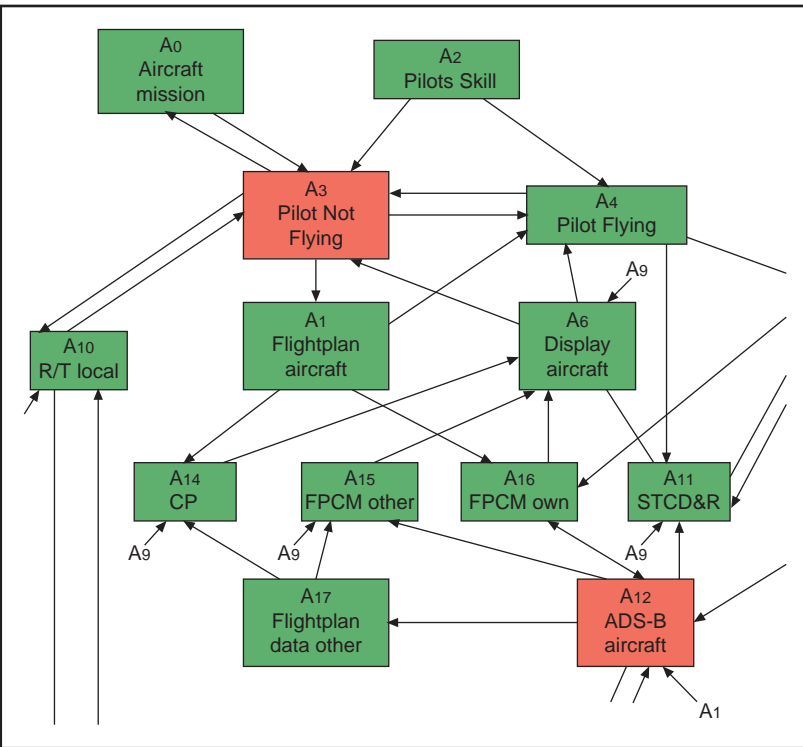 A0
Aircraft
mission
A2
Pilots Skill
A3
Pilot Not
Flying
A4
Pilot Flying
A9
A10
R/T local
A1
Flightplan
aircraft
A6
Display
aircraft
A14
CP
A15
FPCM other
A16
FPCM own
A11
STCD&R
A9
A9
A9
A17
Flightplan
data other
A12
ADS-B
aircraft
A1